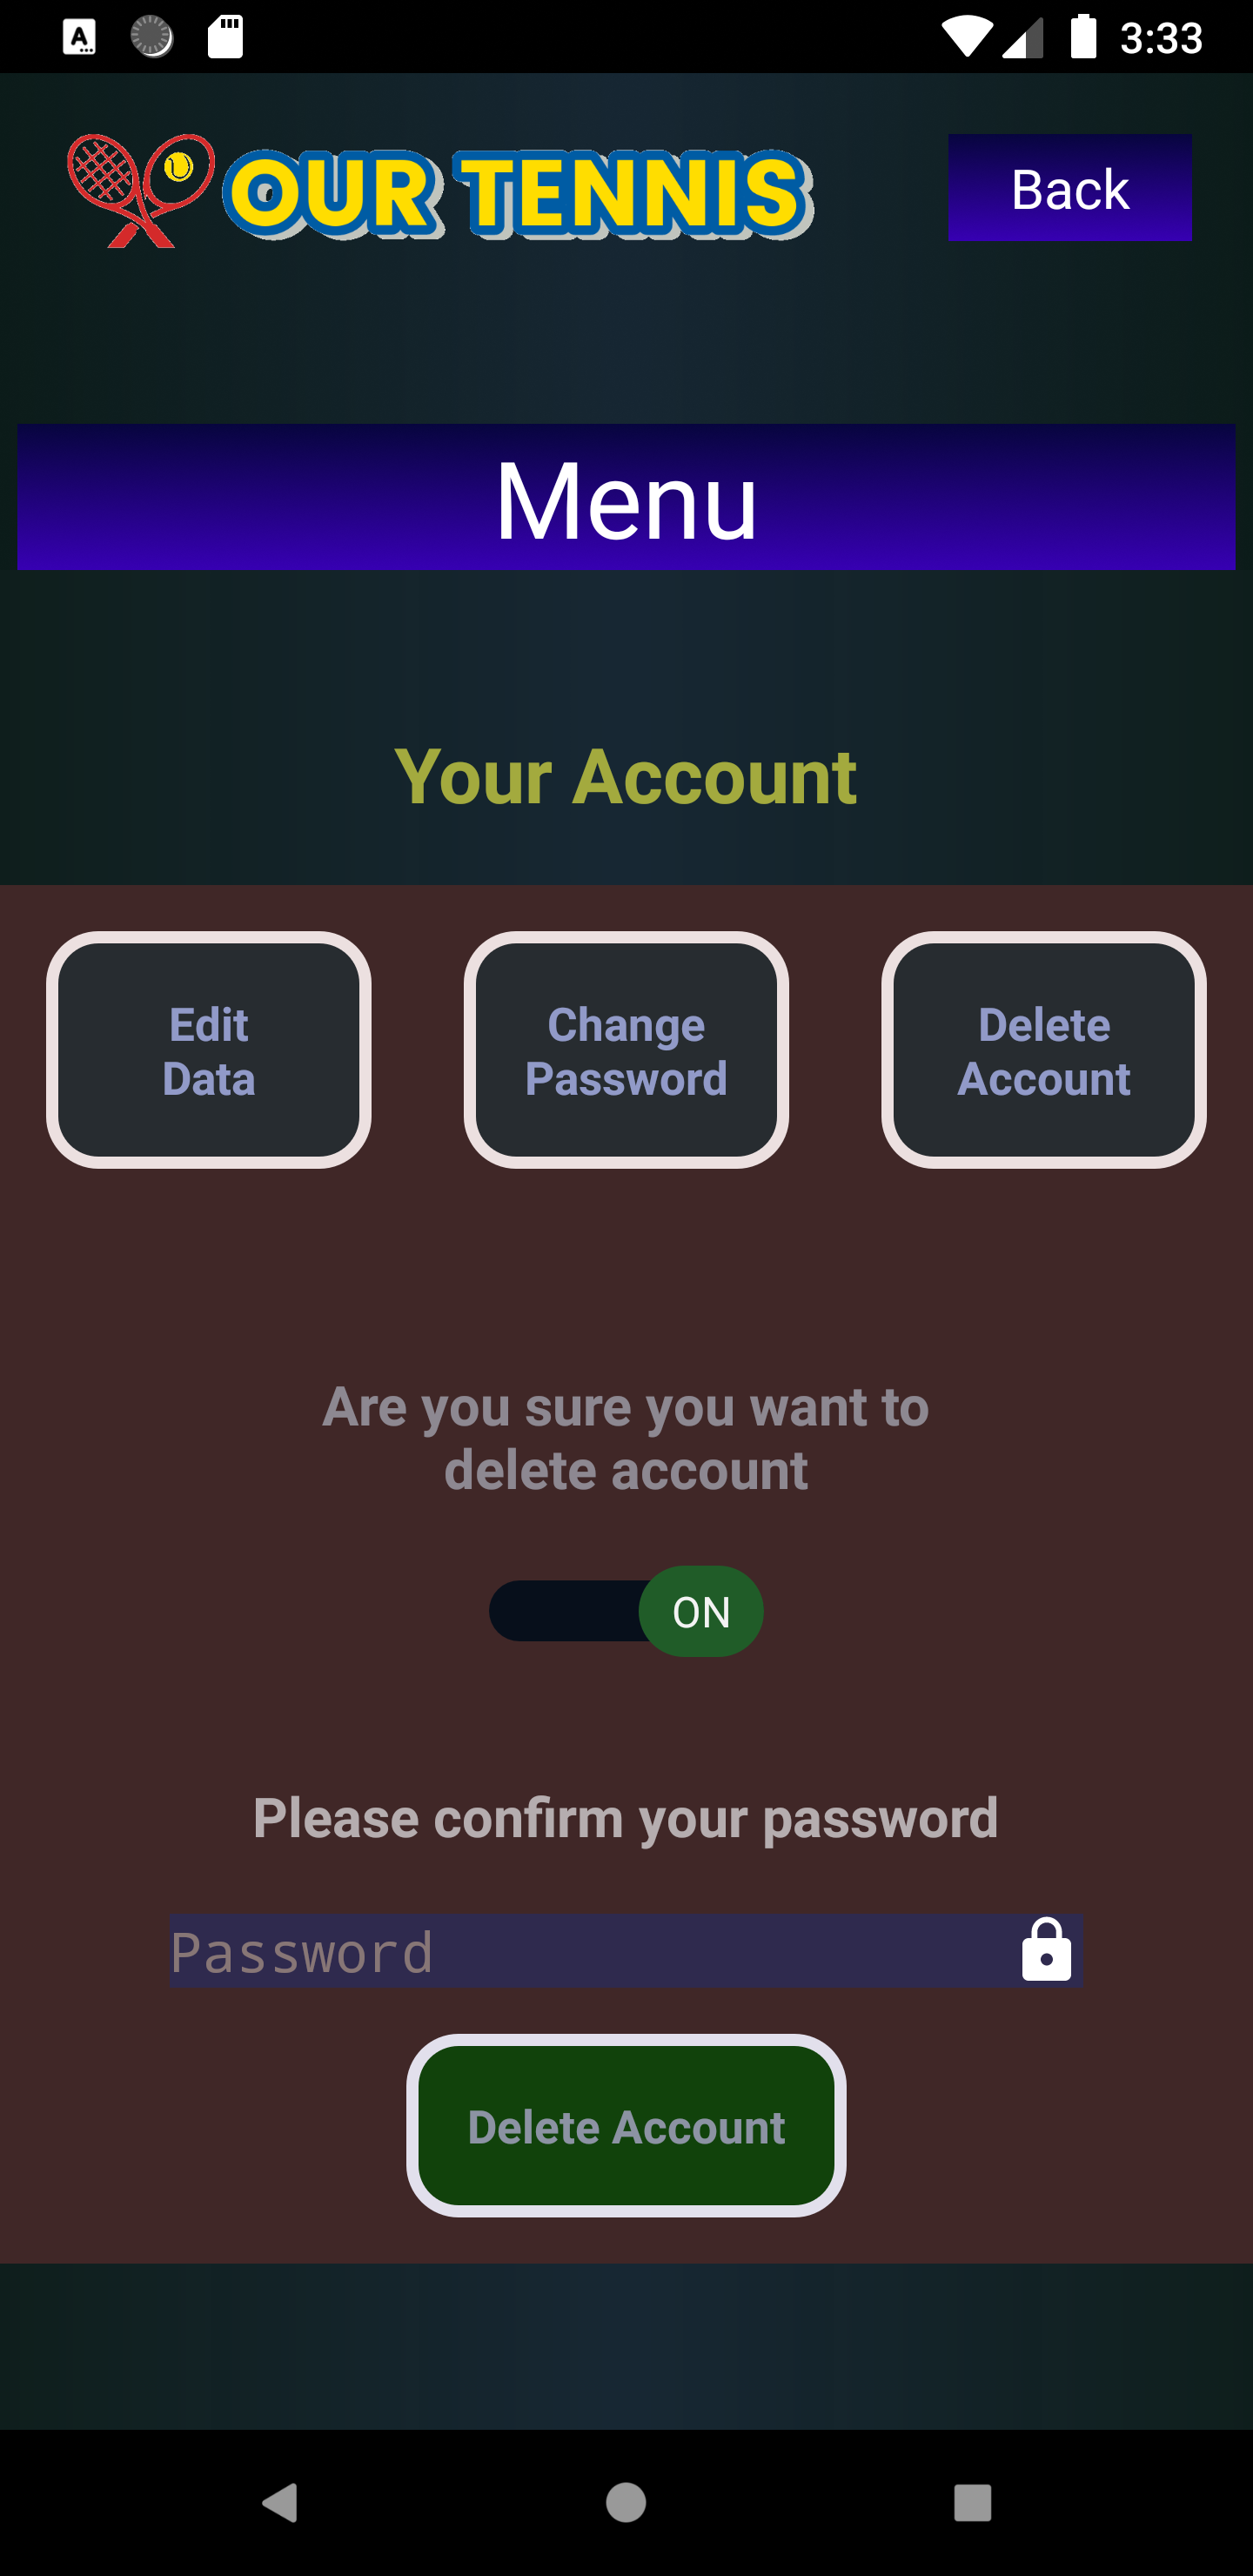 3:33
OUR TENNIS
Back
Menu
Your Account
Edit
Data
Change
Password
Delete
Account
Are you sure you want to
delete account
ON
Please confirm your password
Password
Delete Account